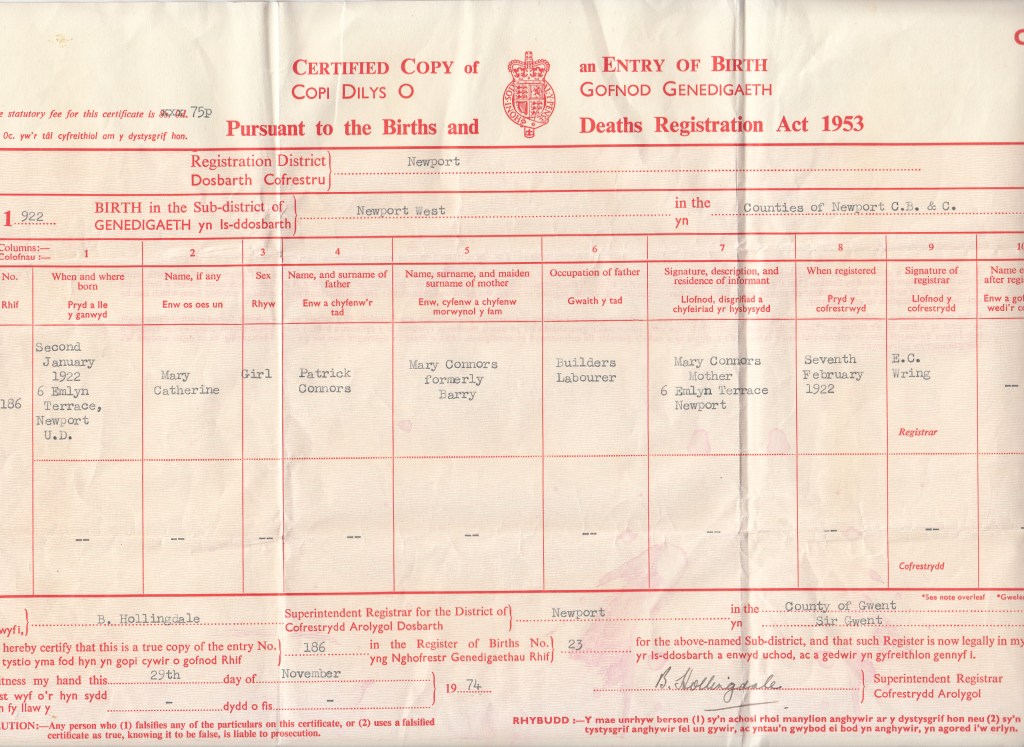 CERTIFIED COPY of an ENTRY OF BIRTH
COPI DILYS O GOFNOD GENEDIGAETH
statutory fee for this certificate is 75p
Oc. yw'r tâl cyfreithiol am y dystysgrif hon.
Pursuant to the Births and Deaths Registration Act 1953
Registration District Newport
Dosbarth Cofrestru
1 922 BIRTH in the Sub-district of Newport West in the Counties of Newport C.B. & C.
GENEDIGAETH yn Is-ddosbarth yn
Columns:— 1 2 3 4 5 6 7 8 9 10
Colofnau:—
No. When and where born Name, if any Sex Name, and surname of father Name, surname, and maiden surname of mother Occupation of father Signature, description, and residence of informant When registered Signature of registrar
Rhif Pryd a lle y ganwyd Enw os oes un Rhyw Enw a chyfenw'r tad Enw, cyfenw a chyfenw morwynol y fam Gwaith y tad Llofnod, disgrifiad a chyfeiriad yr hysbysydd Pryd y cofrestrwyd Llofnod y cofrestrydd
186
Second
January
1922
6 Emlyn
Terrace,
Newport
U.D.
Mary
Catherine
Girl
Patrick
Connors
Mary Connors
formerly
Barry
Builders
Labourer
Mary Connors
Mother
6 Emlyn Terrace
Newport
Seventh
February
1922
E.C.
Wring
--
Registrar
-- -- -- -- -- -- -- -- --
Cofrestrydd
*See note overleaf
B. Hollingdale Superintendent Registrar for the District of Newport in the County of Gwent
Cofrestrydd Arolygol Dosbarth yn Sir Gwent
hereby certify that this is a true copy of the entry No. 186 in the Register of Births No. 23 for the above-named Sub-district, and that such Register is now legally in my
tystio yma fod hyn yn gopi cywir o gofnod Rhif yng Nghofrestr Genedigaethau Rhif yr Is-ddosbarth a enwyd uchod, ac a gedwir yn gyfreithlon gennyf i.
my hand this 29th day of November 1974 B. Hollingdale Superintendent Registrar
wyf o'r hyn sydd
fy llaw y - dydd o fis - Cofrestrydd Arolygol
Any person who (1) falsifies any of the particulars on this certificate, or (2) uses a falsified
certificate as true, knowing it to be false, is liable to prosecution.
RHYBUDD:—Y mae unrhyw berson (1) sy'n achosi rhoi manylion anghywir ar y dystysgrif hon neu (2) sy'n
tystysgrif anghywir fel un gywir, ac yntau'n gwybod ei bod yn anghywir, yn agored i'w erlyn.